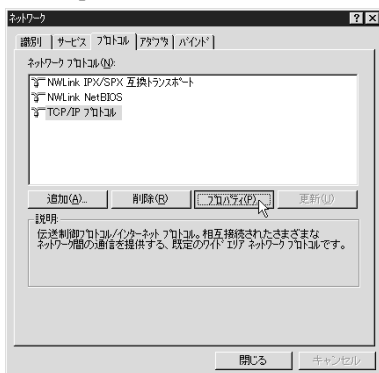 ネットワーク
識別 サービス プロトコル アダプタ バインド
ネットワーク プロトコル(N):
NWLink IPX/SPX 互換トランスポート
NWLink NetBIOS
TCP/IP プロトコル
追加(A)... 削除(R) プロパティ(P)... 更新(U)
説明:
伝送制御プロトコル/インターネット プロトコル。相互接続されたさまざまな
ネットワーク間の通信を提供する、既定のワイド エリア ネットワーク プロトコルです。
閉じる キャンセル